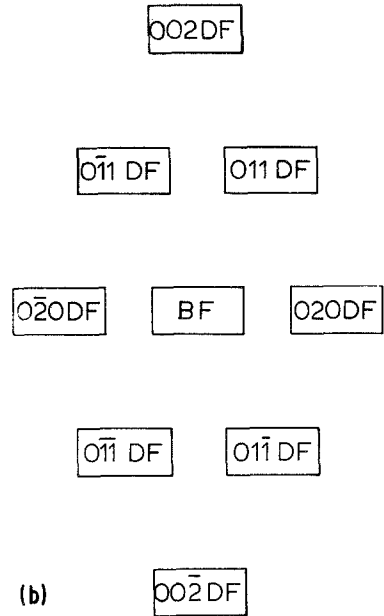 002DF
01̄1 DF 011 DF
02̄0DF BF 020DF
01̄1̄ DF 011̄ DF
(b) 002̄DF